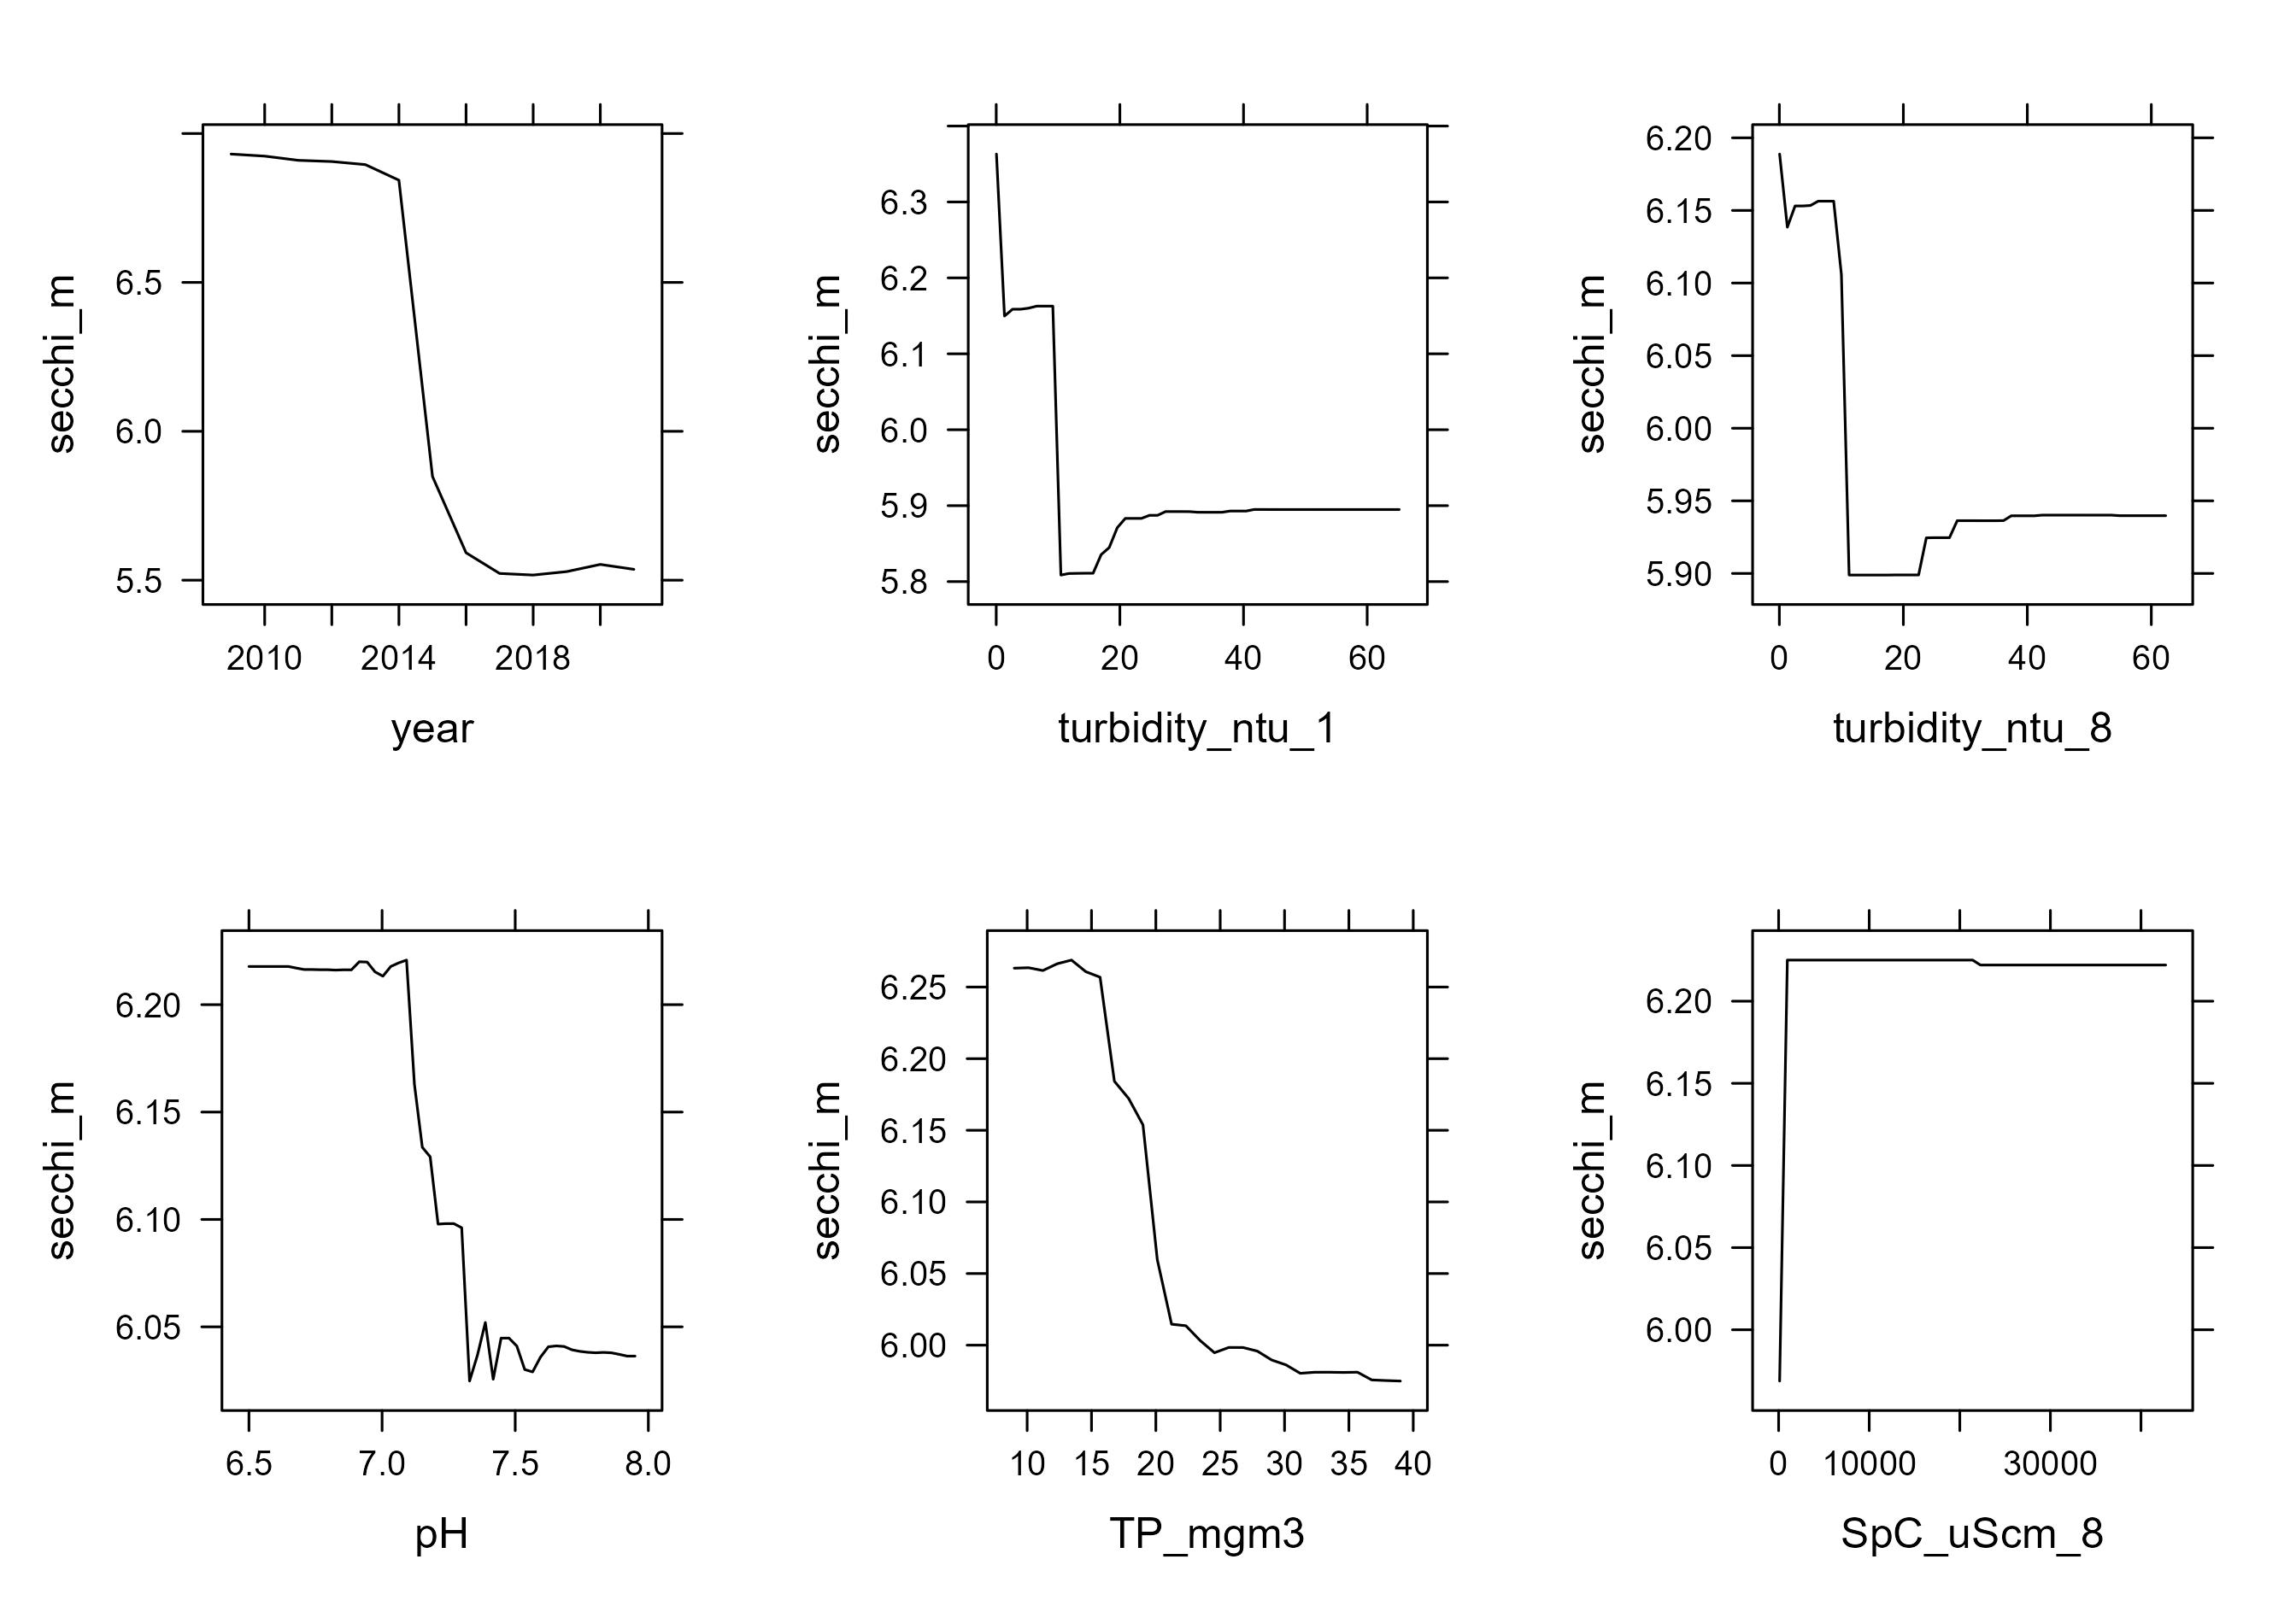 secchi_m
6.5
6.0
5.5
2010 2014 2018
year
secchi_m
6.3
6.2
6.1
6.0
5.9
5.8
0 20 40 60
turbidity_ntu_1
secchi_m
6.20
6.15
6.10
6.05
6.00
5.95
5.90
0 20 40 60
turbidity_ntu_8
secchi_m
6.20
6.15
6.10
6.05
6.5 7.0 7.5 8.0
pH
secchi_m
6.25
6.20
6.15
6.10
6.05
6.00
10 15 20 25 30 35 40
TP_mgm3
secchi_m
6.20
6.15
6.10
6.05
6.00
0 10000 30000
SpC_uScm_8